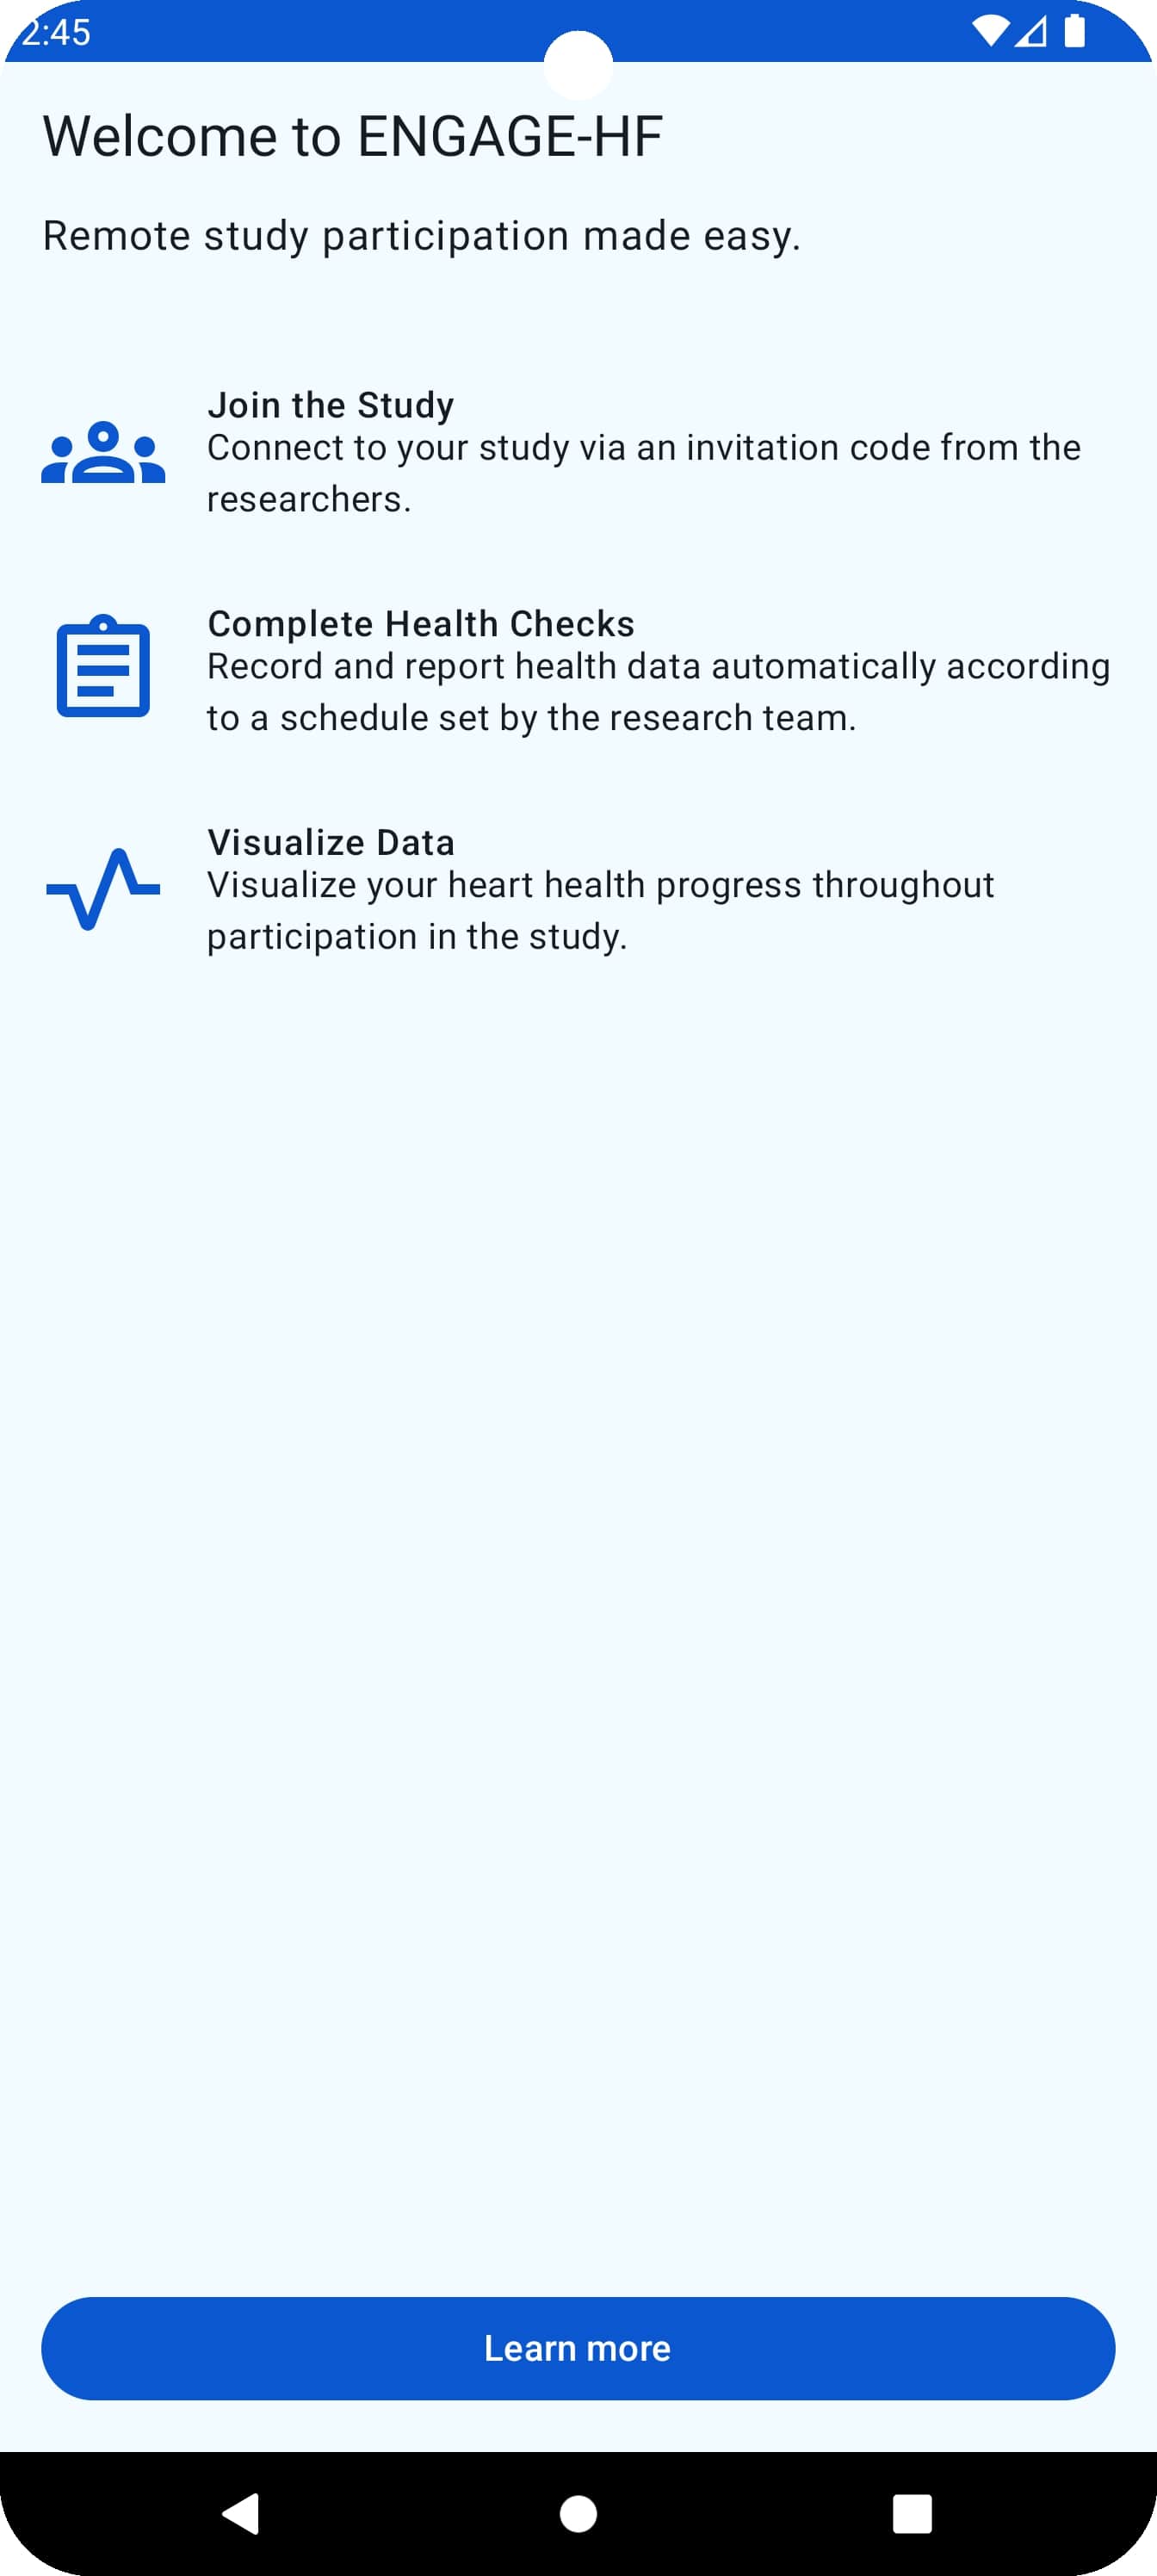 2:45
Welcome to ENGAGE-HF
Remote study participation made easy.
Join the Study
Connect to your study via an invitation code from the
researchers.
Complete Health Checks
Record and report health data automatically according
to a schedule set by the research team.
Visualize Data
Visualize your heart health progress throughout
participation in the study.
Learn more